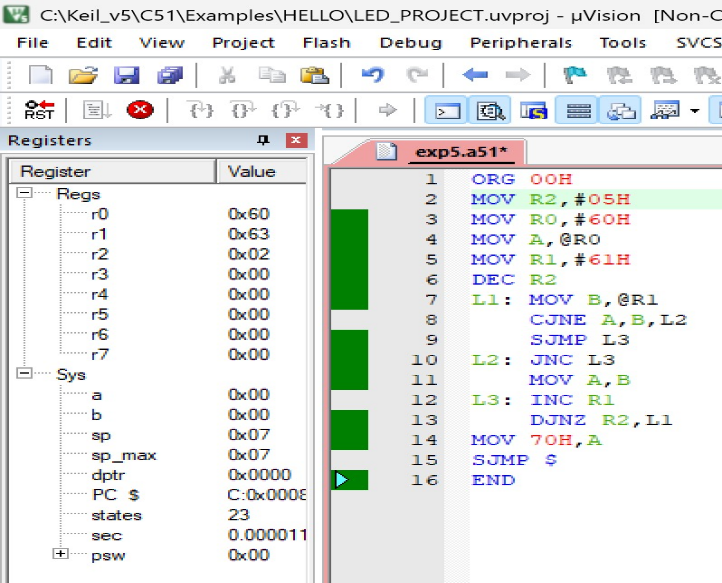 C:\Keil_v5\C51\Examples\HELLO\LED_PROJECT.uvproj - µVision [Non-C
File Edit View Project Flash Debug Peripherals Tools SVCS
RST
Registers
exp5.a51*
Register Value
Regs
r0 0x60
r1 0x63
r2 0x02
r3 0x00
r4 0x00
r5 0x00
r6 0x00
r7 0x00
Sys
a 0x00
b 0x00
sp 0x07
sp_max 0x07
dptr 0x0000
PC $ C:0x0008
states 23
sec 0.000011
psw 0x00
1 ORG 00H
2 MOV R2,#05H
3 MOV R0,#60H
4 MOV A,@R0
5 MOV R1,#61H
6 DEC R2
7 L1: MOV B,@R1
8 CJNE A,B,L2
9 SJMP L3
10 L2: JNC L3
11 MOV A,B
12 L3: INC R1
13 DJNZ R2,L1
14 MOV 70H,A
15 SJMP $
16 END